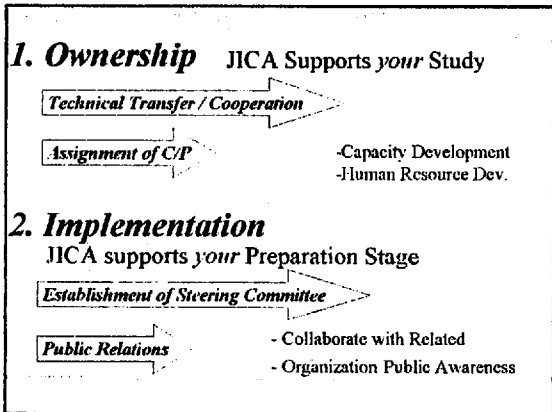 1. Ownership JICA Supports your Study
Technical Transfer / Cooperation
Assignment of C/P
-Capacity Development
-Human Resource Dev.
2. Implementation
JICA supports your Preparation Stage
Establishment of Steering Committee
Public Relations
- Collaborate with Related
- Organization Public Awareness